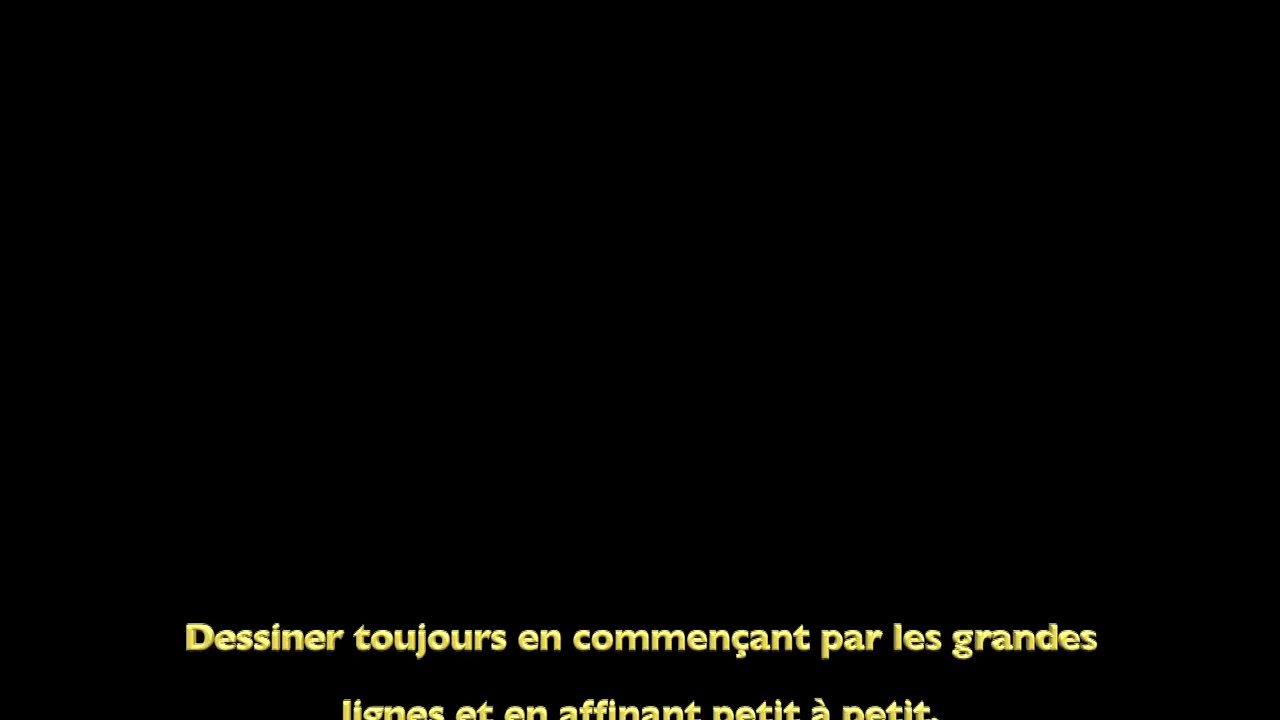 Dessiner toujours en commençant par les grandes
lignes et en affinant petit à petit.